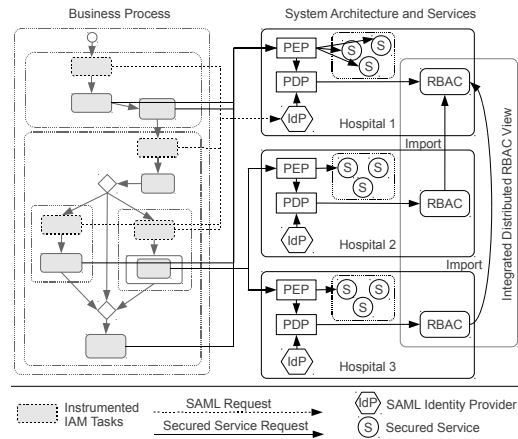 Business Process
System Architecture and Services
PEP
S
S
S
PDP
RBAC
IdP
Hospital 1
Import
PEP
S
S
S
PDP
RBAC
IdP
Hospital 2
Import
PEP
S
S
S
PDP
RBAC
IdP
Hospital 3
Integrated Distributed RBAC View
Instrumented
IAM Tasks
SAML Request
Secured Service Request
IdP SAML Identity Provider
S Secured Service